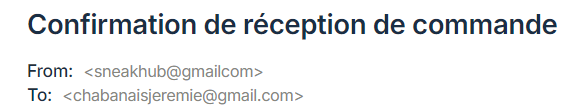 Confirmation de réception de commande
From: <sneakhub@gmailcom>
To: <chabanaisjeremie@gmail.com>